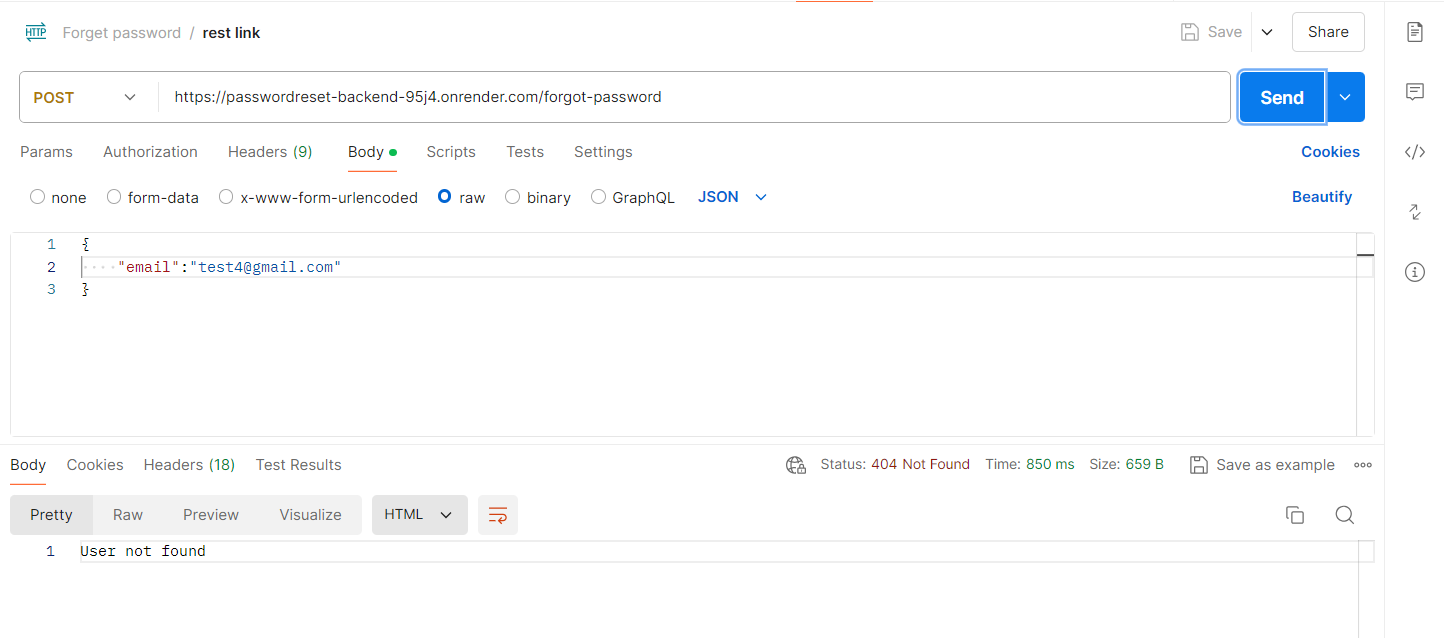 HTTP Forget password / rest link Save Share
POST https://passwordreset-backend-95j4.onrender.com/forgot-password Send
Params Authorization Headers (9) Body Scripts Tests Settings Cookies
none form-data x-www-form-urlencoded raw binary GraphQL JSON Beautify
1 {
2 ····"email":"test4@gmail.com"
3 }
Body Cookies Headers (18) Test Results Status: 404 Not Found Time: 850 ms Size: 659 B Save as example
Pretty Raw Preview Visualize HTML
1 User not found